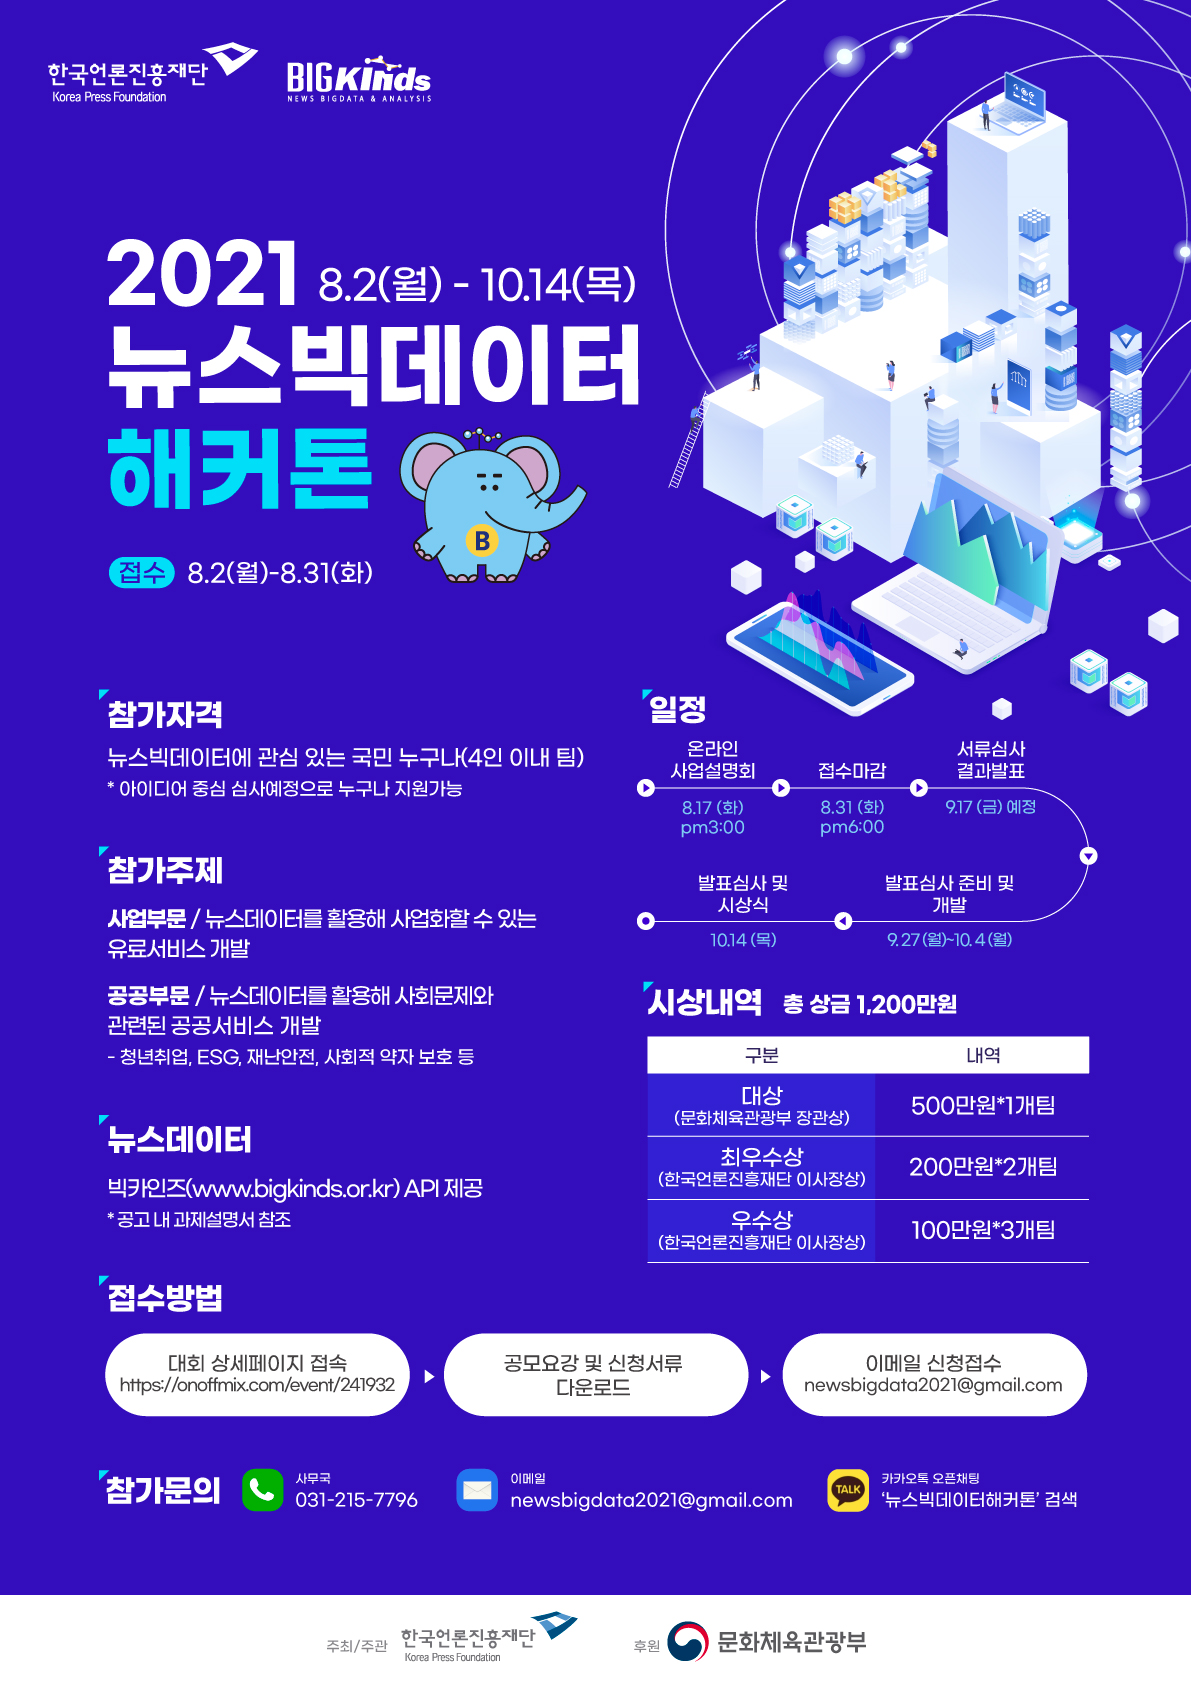 한국언론진흥재단
Korea Press Foundation
BIGKinds
NEWS BIGDATA & ANALYSIS
2021 8.2(월) - 10.14(목)
뉴스빅데이터
해커톤
B
접수 8.2(월)-8.31(화)
참가자격
뉴스빅데이터에 관심 있는 국민 누구나(4인 이내 팀)
* 아이디어 중심 심사예정으로 누구나 지원가능
참가주제
사업부문 / 뉴스데이터를 활용해 사업화할 수 있는
유료서비스 개발
공공부문 / 뉴스데이터를 활용해 사회문제와
관련된 공공서비스 개발
- 청년취업, ESG, 재난안전, 사회적 약자 보호 등
뉴스데이터
빅카인즈(www.bigkinds.or.kr) API 제공
* 공고 내 과제설명서 참조
일정
온라인
사업설명회
8.17 (화)
pm3:00
접수마감
8.31 (화)
pm6:00
서류심사
결과발표
9.17 (금) 예정
발표심사 준비 및
개발
9. 27 (월)~10. 4 (월)
발표심사 및
시상식
10.14 (목)
시상내역 총 상금 1,200만원
구분 내역
대상
(문화체육관광부 장관상)
500만원*1개팀
최우수상
(한국언론진흥재단 이사장상)
200만원*2개팀
우수상
(한국언론진흥재단 이사장상)
100만원*3개팀
접수방법
대회 상세페이지 접속
https://onoffmix.com/event/241932
공모요강 및 신청서류
다운로드
이메일 신청접수
newsbigdata2021@gmail.com
참가문의
사무국
031-215-7796
이메일
newsbigdata2021@gmail.com
TALK
카카오톡 오픈채팅
‘뉴스빅데이터해커톤’ 검색
주최/주관
한국언론진흥재단
Korea Press Foundation
후원
문화체육관광부